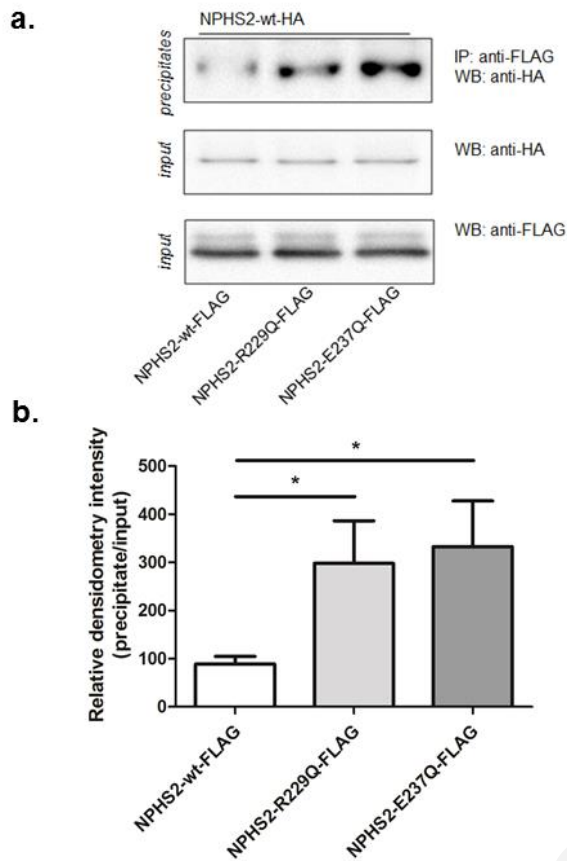 a.
NPHS2-wt-HA
precipitates
IP: anti-FLAG
WB: anti-HA
input
WB: anti-HA
input
WB: anti-FLAG
NPHS2-wt-FLAG
NPHS2-R229Q-FLAG
NPHS2-E237Q-FLAG
b.
Relative densidometry intensity
(precipitate/input)
500
400
300
200
100
0
*
*
NPHS2-wt-FLAG
NPHS2-R229Q-FLAG
NPHS2-E237Q-FLAG